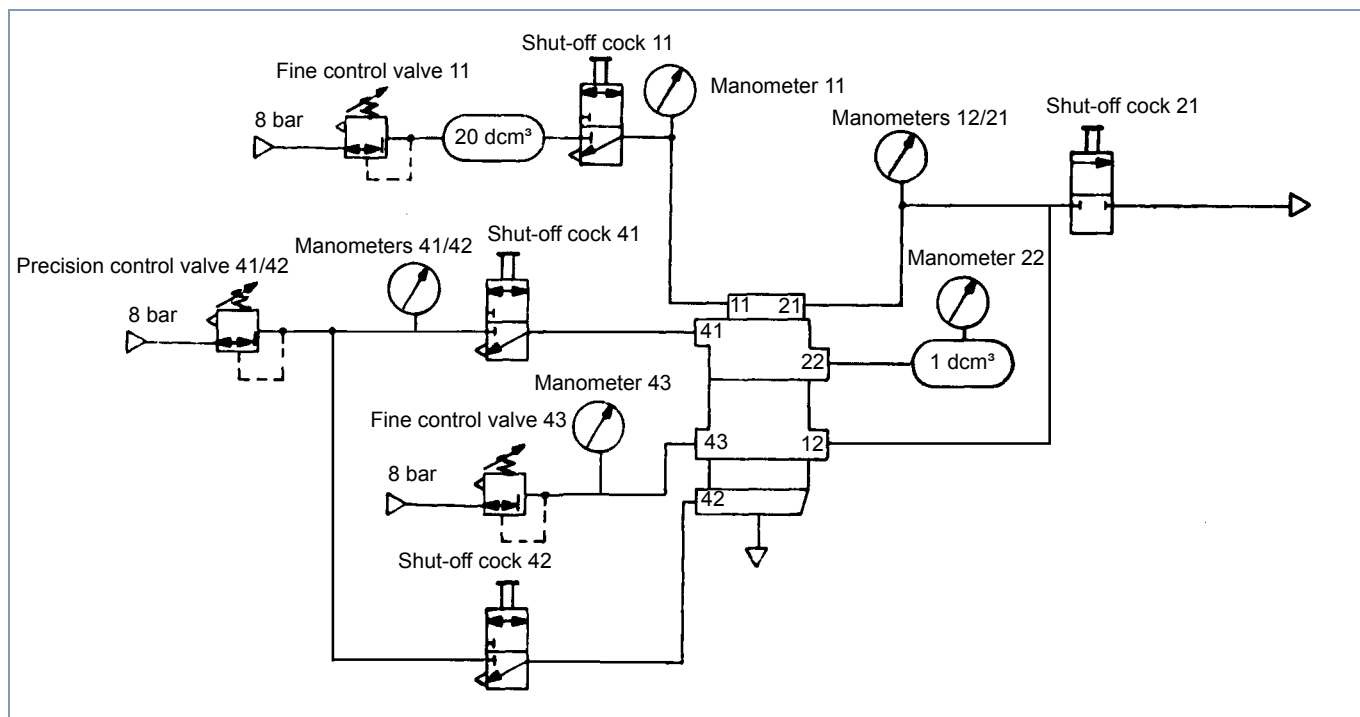 Shut-off cock 11
Fine control valve 11
Manometer 11
Shut-off cock 21
8 bar
20 dcm³
Manometers 12/21
Shut-off cock 41
Manometers 41/42
Precision control valve 41/42
Manometer 22
8 bar
11 21
41
22
1 dcm³
Manometer 43
Fine control valve 43
43 12
8 bar
42
Shut-off cock 42